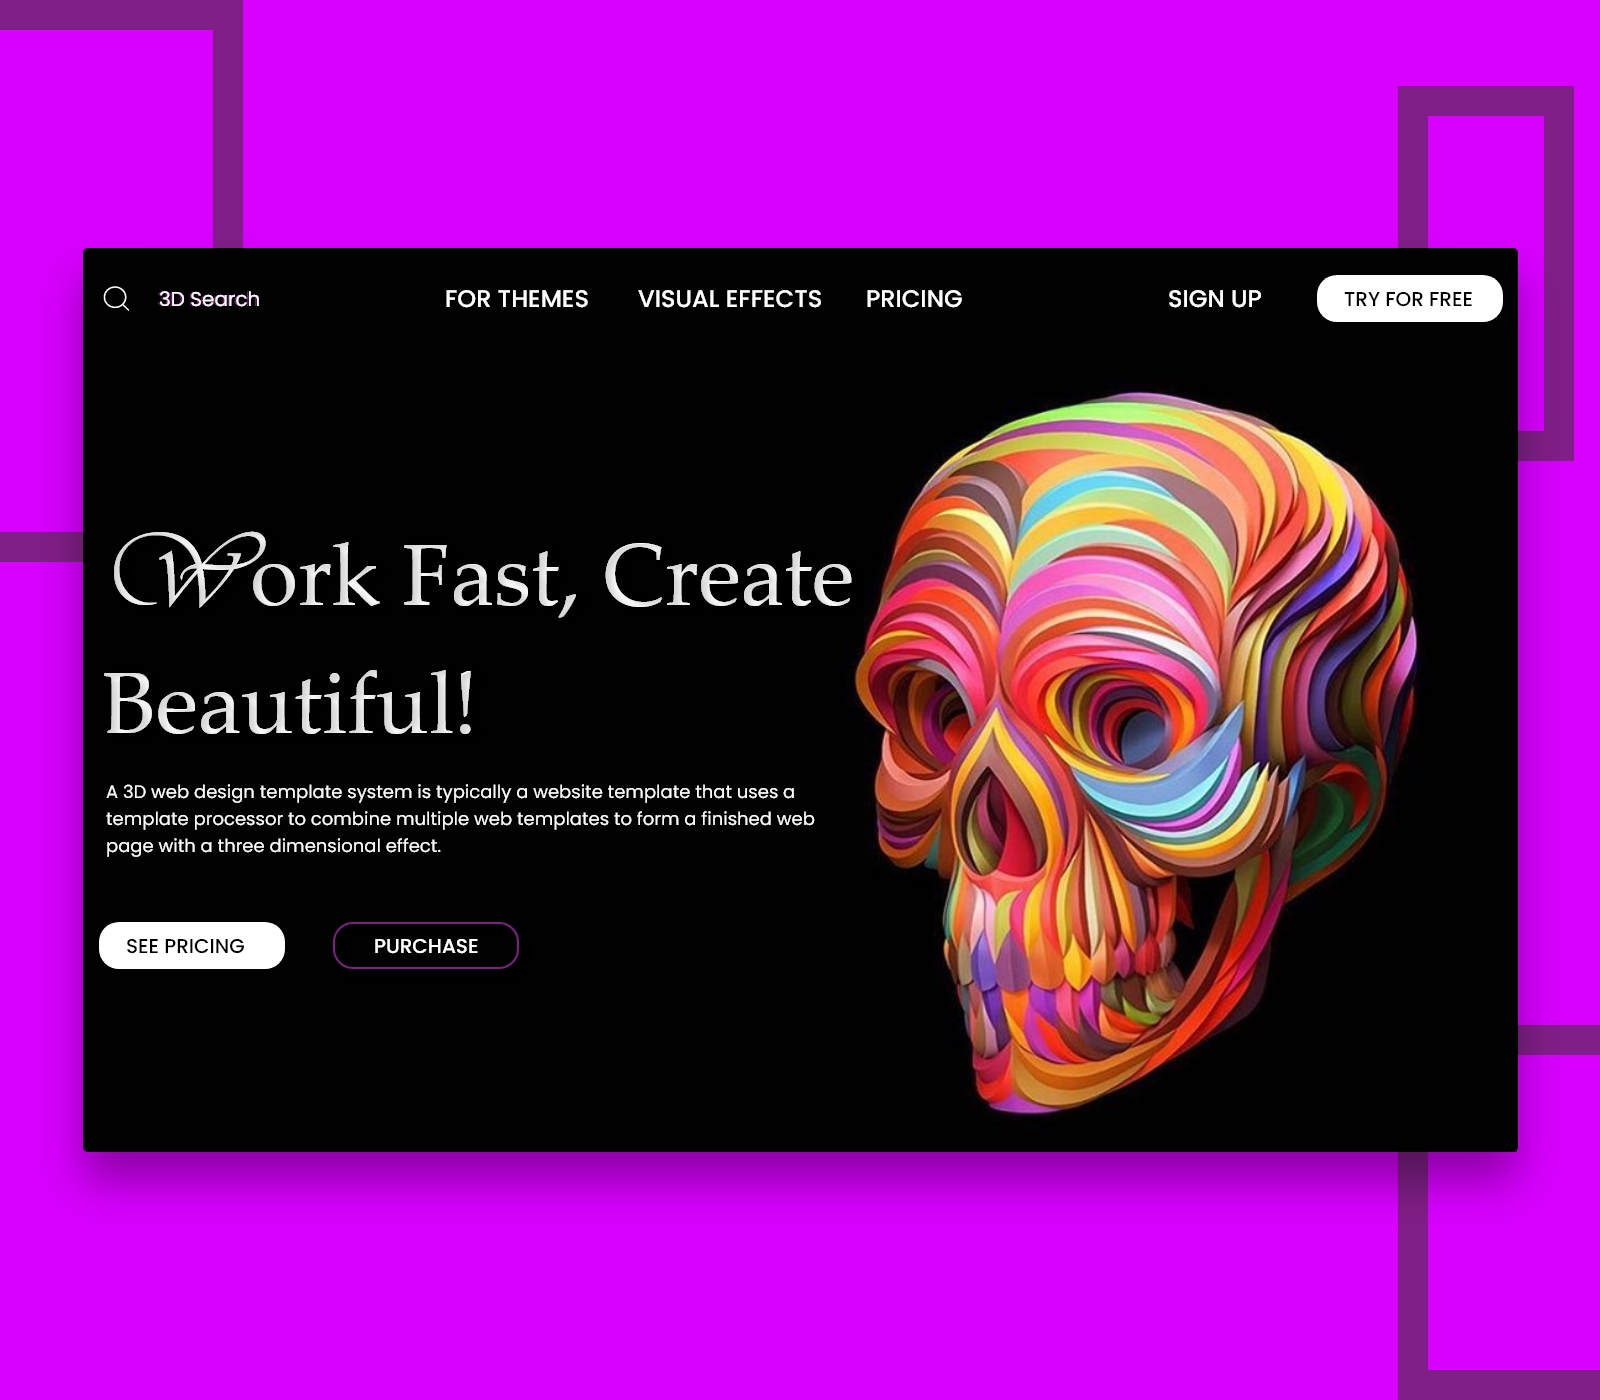 3D Search
FOR THEMES
VISUAL EFFECTS
PRICING
SIGN UP
TRY FOR FREE
Work Fast, Create
Beautiful!
A 3D web design template system is typically a website template that uses a
template processor to combine multiple web templates to form a finished web
page with a three dimensional effect.
SEE PRICING
PURCHASE